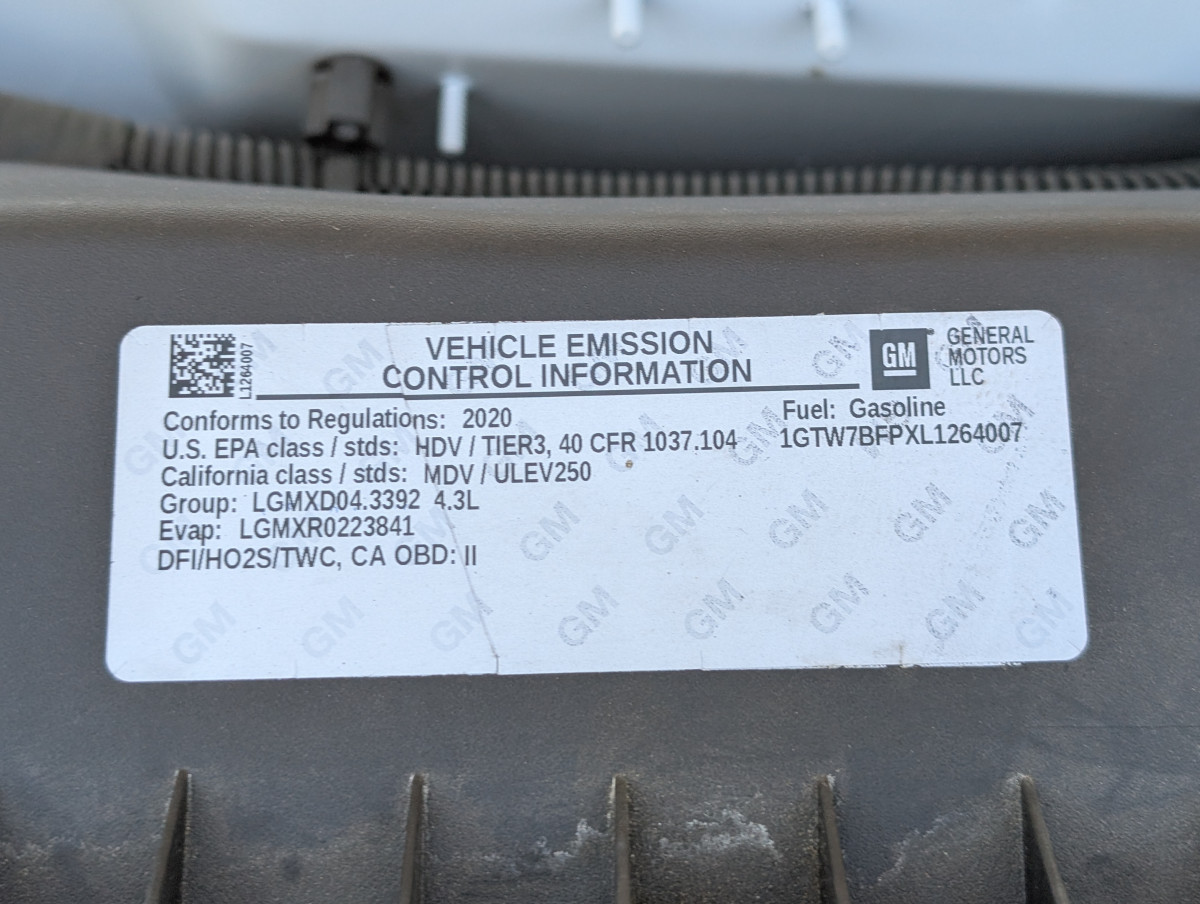 L1264007
VEHICLE EMISSION
CONTROL INFORMATION
GM
GENERAL
MOTORS
LLC
Conforms to Regulations: 2020
Fuel: Gasoline
U.S. EPA class / stds: HDV / TIER3, 40 CFR 1037.104 1GTW7BFPXL1264007
California class / stds: MDV / ULEV250
Group: LGMXD04.3392 4.3L
Evap: LGMXR0223841
DFI/HO2S/TWC, CA OBD: II